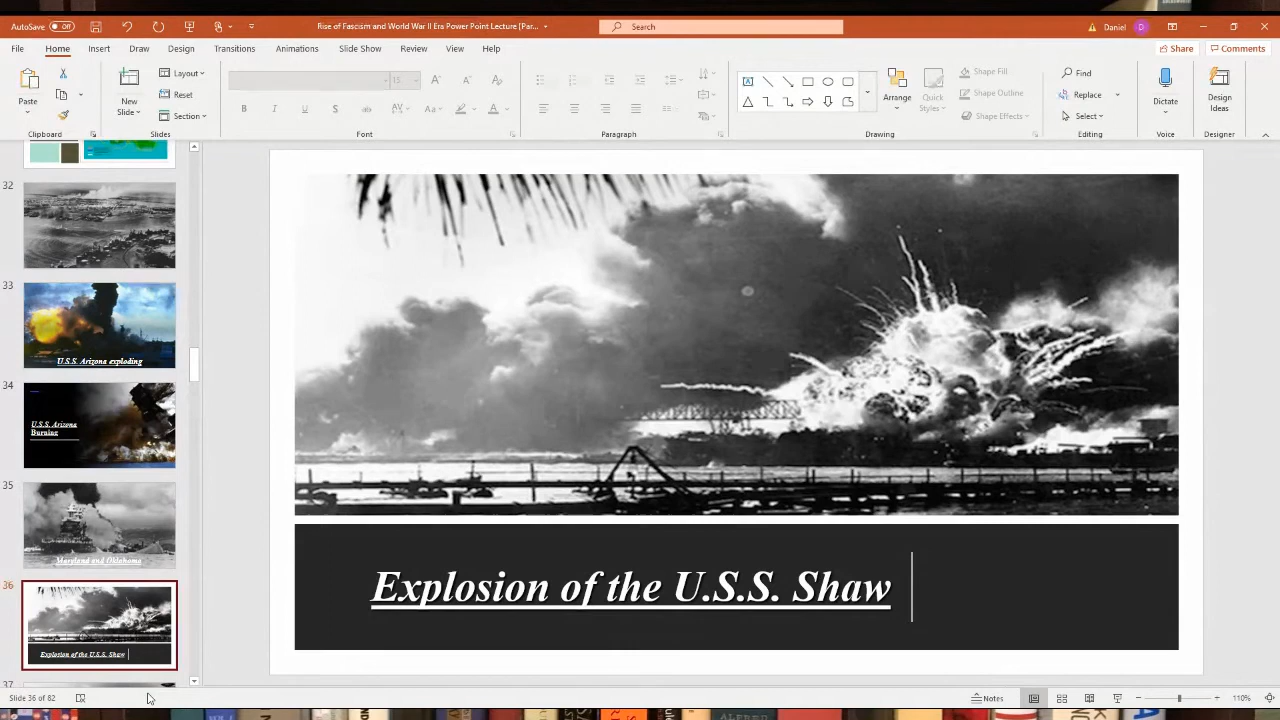 AutoSave Off
Rise of Fascism and World War II Era Power Point Lecture [Par...
Search
Daniel
D
File Home Insert Draw Design Transitions Animations Slide Show Review View Help
Share
Comments
Paste
Clipboard
New
Slide
Layout
Reset
Section
Slides
15
Font
Paragraph
Arrange
Quick
Styles
Shape Fill
Shape Outline
Shape Effects
Drawing
Find
Replace
Select
Editing
Dictate
Voice
Design
Ideas
Designer
32
33
U.S.S. Arizona exploding
34
U.S.S. Arizona
Burning
35
Maryland and Oklahoma
36
Explosion of the U.S.S. Shaw
37
Explosion of the U.S.S. Shaw
Slide 36 of 82
Notes
110%